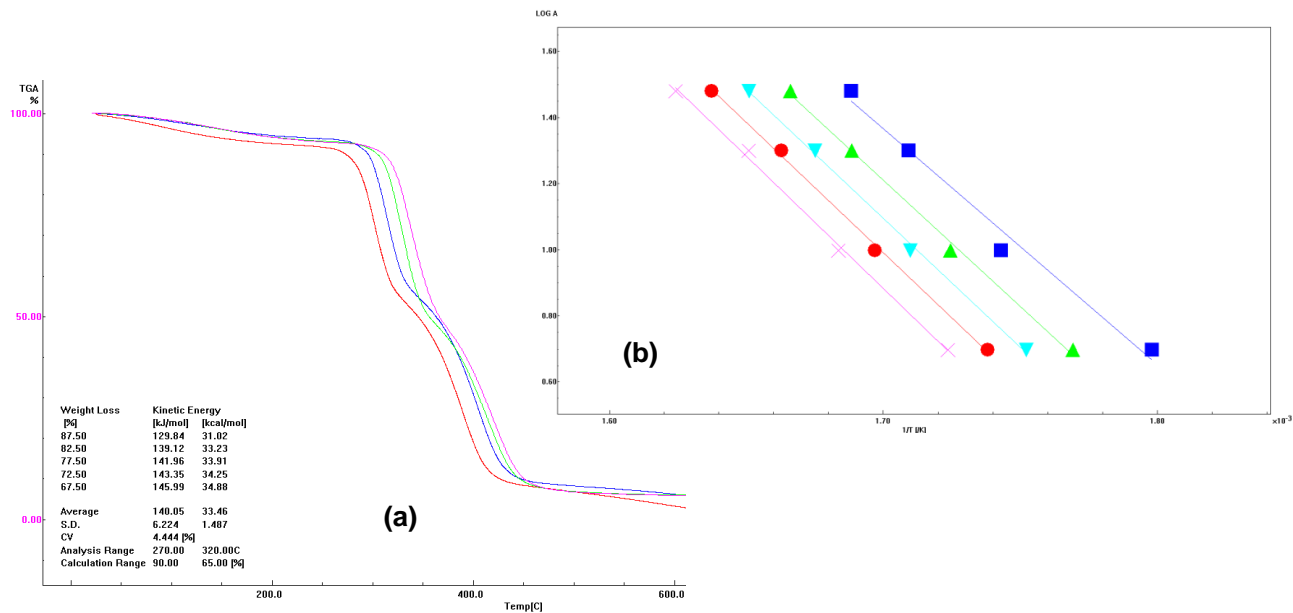 TGA
%
100.00
50.00
0.00
Weight Loss Kinetic Energy
[%] [kJ/mol] [kcal/mol]
87.50 129.84 31.02
82.50 139.12 33.23
77.50 141.96 33.91
72.50 143.35 34.25
67.50 145.99 34.88
Average 140.05 33.46
S.D. 6.224 1.487
CV 4.444 [%]
Analysis Range 270.00 320.00C
Calculation Range 90.00 65.00 [%]
(a)
200.0 400.0 600.0
Temp[C]
LOG A
1.60
1.40
1.20
1.00
0.80
0.60
(b)
1.60 1.70 1.80 ×10⁻³
1/T [/K]